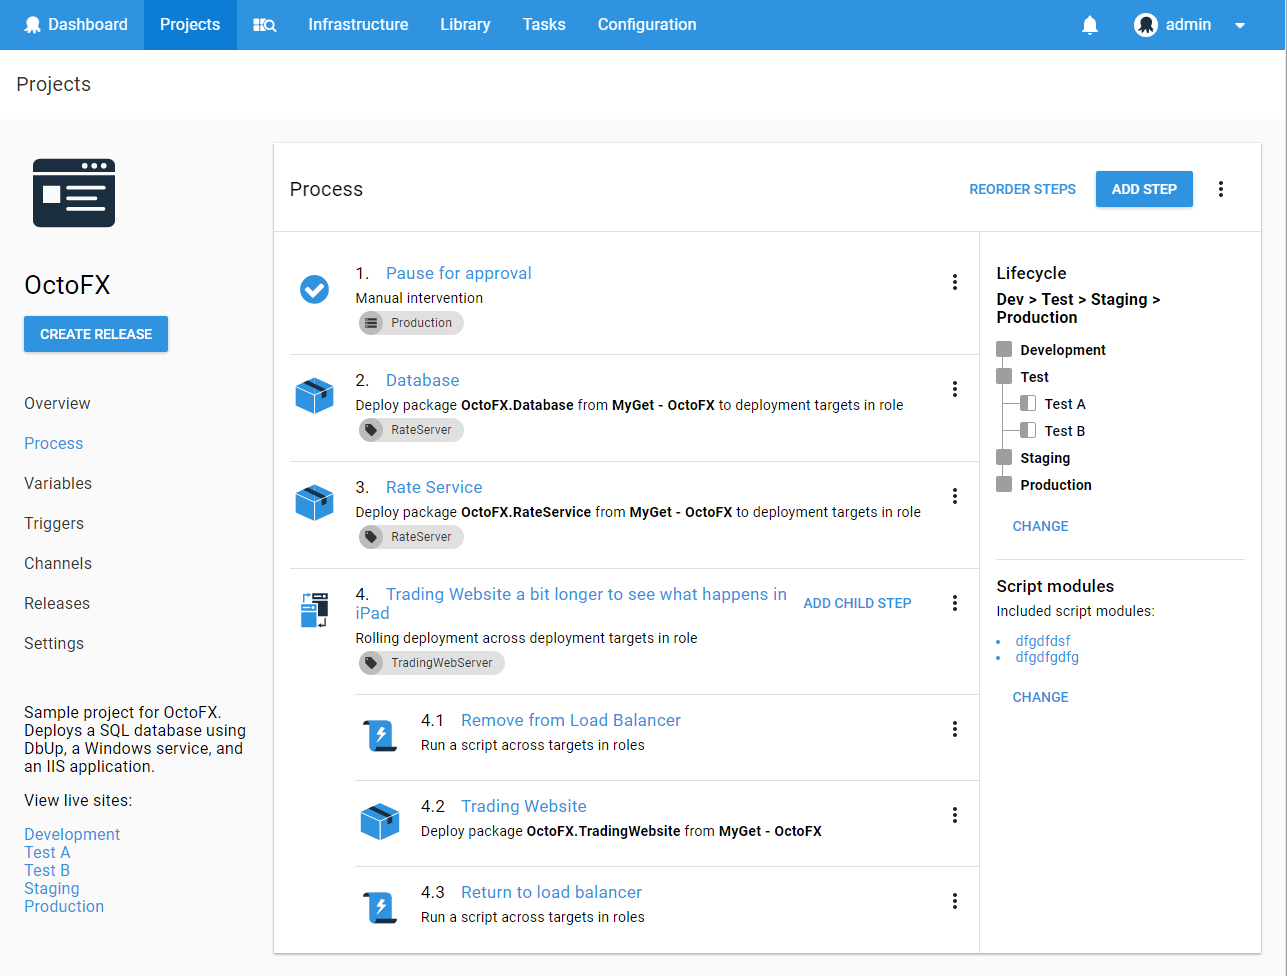 Dashboard Projects Infrastructure Library Tasks Configuration admin
Projects
OctoFX
CREATE RELEASE
Overview
Process
Variables
Triggers
Channels
Releases
Settings
Sample project for OctoFX.
Deploys a SQL database using
DbUp, a Windows service, and
an IIS application.
View live sites:
Development
Test A
Test B
Staging
Production
Process
REORDER STEPS
ADD STEP
1. Pause for approval
Manual intervention
Production
2. Database
Deploy package OctoFX.Database from MyGet - OctoFX to deployment targets in role
RateServer
3. Rate Service
Deploy package OctoFX.RateService from MyGet - OctoFX to deployment targets in role
RateServer
4. Trading Website a bit longer to see what happens in
iPad
ADD CHILD STEP
Rolling deployment across deployment targets in role
TradingWebServer
4.1 Remove from Load Balancer
Run a script across targets in roles
4.2 Trading Website
Deploy package OctoFX.TradingWebsite from MyGet - OctoFX
4.3 Return to load balancer
Run a script across targets in roles
Lifecycle
Dev > Test > Staging >
Production
Development
Test
Test A
Test B
Staging
Production
CHANGE
Script modules
Included script modules:
• dfgdfdsf
• dfgdfgdfg
CHANGE